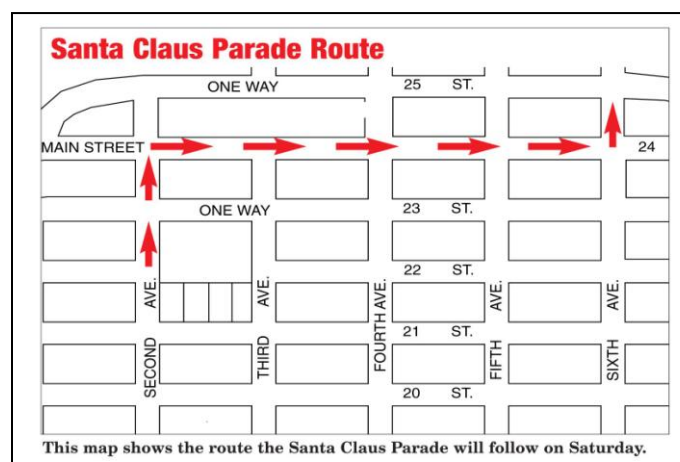 Santa Claus Parade Route
ONE WAY 25 ST.
MAIN STREET 24
ONE WAY 23 ST.
22 ST.
SECOND AVE.
THIRD AVE.
FOURTH AVE.
FIFTH AVE.
SIXTH AVE.
21 ST.
20 ST.
This map shows the route the Santa Claus Parade will follow on Saturday.